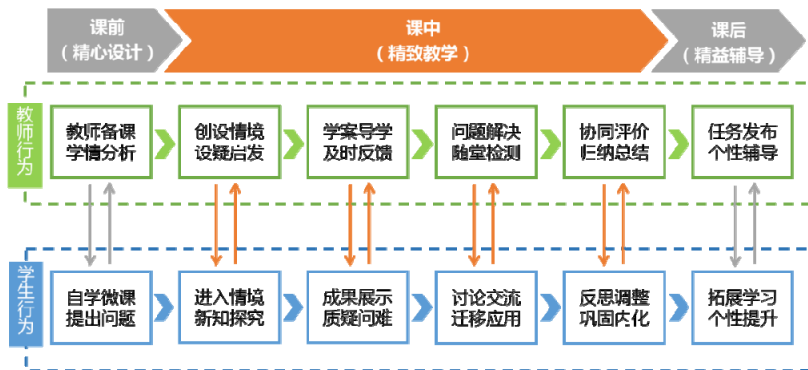 课前
（精心设计）
课中
（精致教学）
课后
（精益辅导）
教师行为
教师备课
学情分析
创设情境
设疑启发
学案导学
及时反馈
问题解决
随堂检测
协同评价
归纳总结
任务发布
个性辅导
学生行为
自学微课
提出问题
进入情境
新知探究
成果展示
质疑问难
讨论交流
迁移应用
反思调整
巩固内化
拓展学习
个性提升